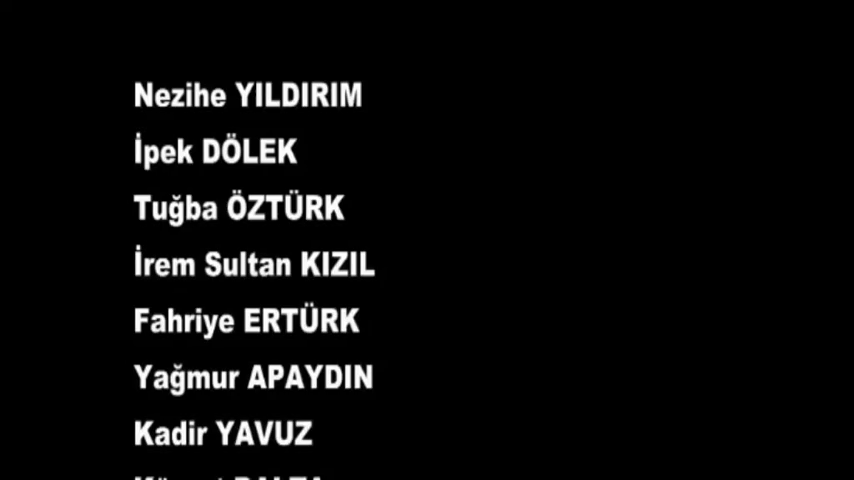 Nezihe YILDIRIM
İpek DÖLEK
Tuğba ÖZTÜRK
İrem Sultan KIZIL
Fahriye ERTÜRK
Yağmur APAYDIN
Kadir YAVUZ